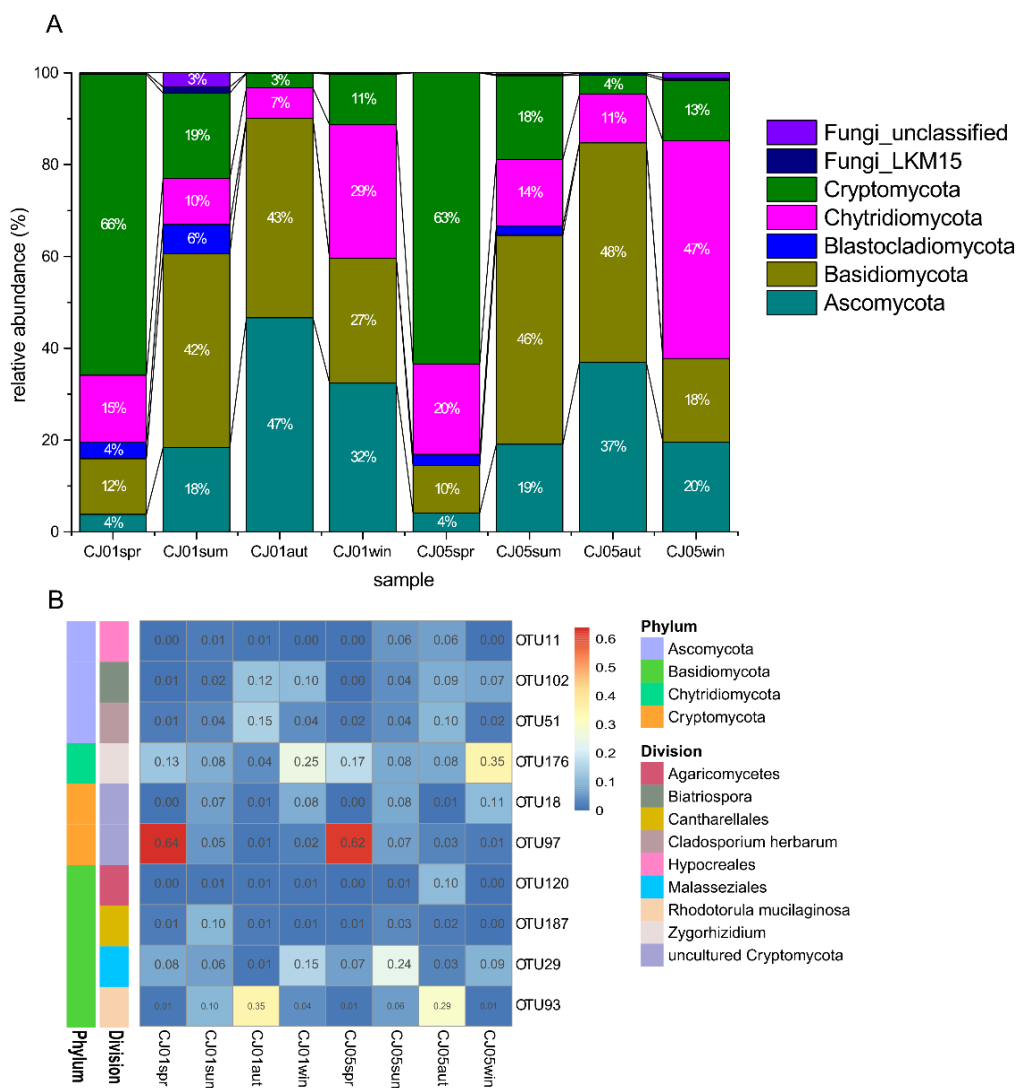 A
relative abundance (%)
100
80
60
40
20
0
66%
15%
4%
12%
4%
3%
19%
10%
6%
42%
18%
3%
7%
43%
47%
11%
29%
27%
32%
63%
20%
10%
4%
18%
14%
46%
19%
4%
11%
48%
37%
13%
47%
18%
20%
CJ01spr CJ01sum CJ01aut CJ01win CJ05spr CJ05sum CJ05aut CJ05win
sample
Fungi_unclassified
Fungi_LKM15
Cryptomycota
Chytridiomycota
Blastocladiomycota
Basidiomycota
Ascomycota
B
0.00 0.01 0.01 0.00 0.00 0.06 0.06 0.00 OTU11
0.01 0.02 0.12 0.10 0.00 0.04 0.09 0.07 OTU102
0.01 0.04 0.15 0.04 0.02 0.04 0.10 0.02 OTU51
0.13 0.08 0.04 0.25 0.17 0.08 0.08 0.35 OTU176
0.00 0.07 0.01 0.08 0.00 0.08 0.01 0.11 OTU18
0.64 0.05 0.01 0.02 0.62 0.07 0.03 0.01 OTU97
0.00 0.01 0.01 0.00 0.00 0.01 0.10 0.00 OTU120
0.01 0.10 0.00 0.01 0.01 0.03 0.02 0.00 OTU187
0.08 0.06 0.01 0.15 0.07 0.24 0.03 0.09 OTU29
0.01 0.10 0.35 0.04 0.01 0.06 0.29 0.01 OTU93
Phylum Division CJ01spr CJ01sun CJ01aut CJ01win CJ05spr CJ05sun CJ05aut CJ05win
0.6
0.5
0.4
0.3
0.2
0.1
0
Phylum
Ascomycota
Basidiomycota
Chytridiomycota
Cryptomycota
Division
Agaricomycetes
Biatriospora
Cantharellales
Cladosporium herbarum
Hypocreales
Malasseziales
Rhodotorula mucilaginosa
Zygorhizidium
uncultured Cryptomycota